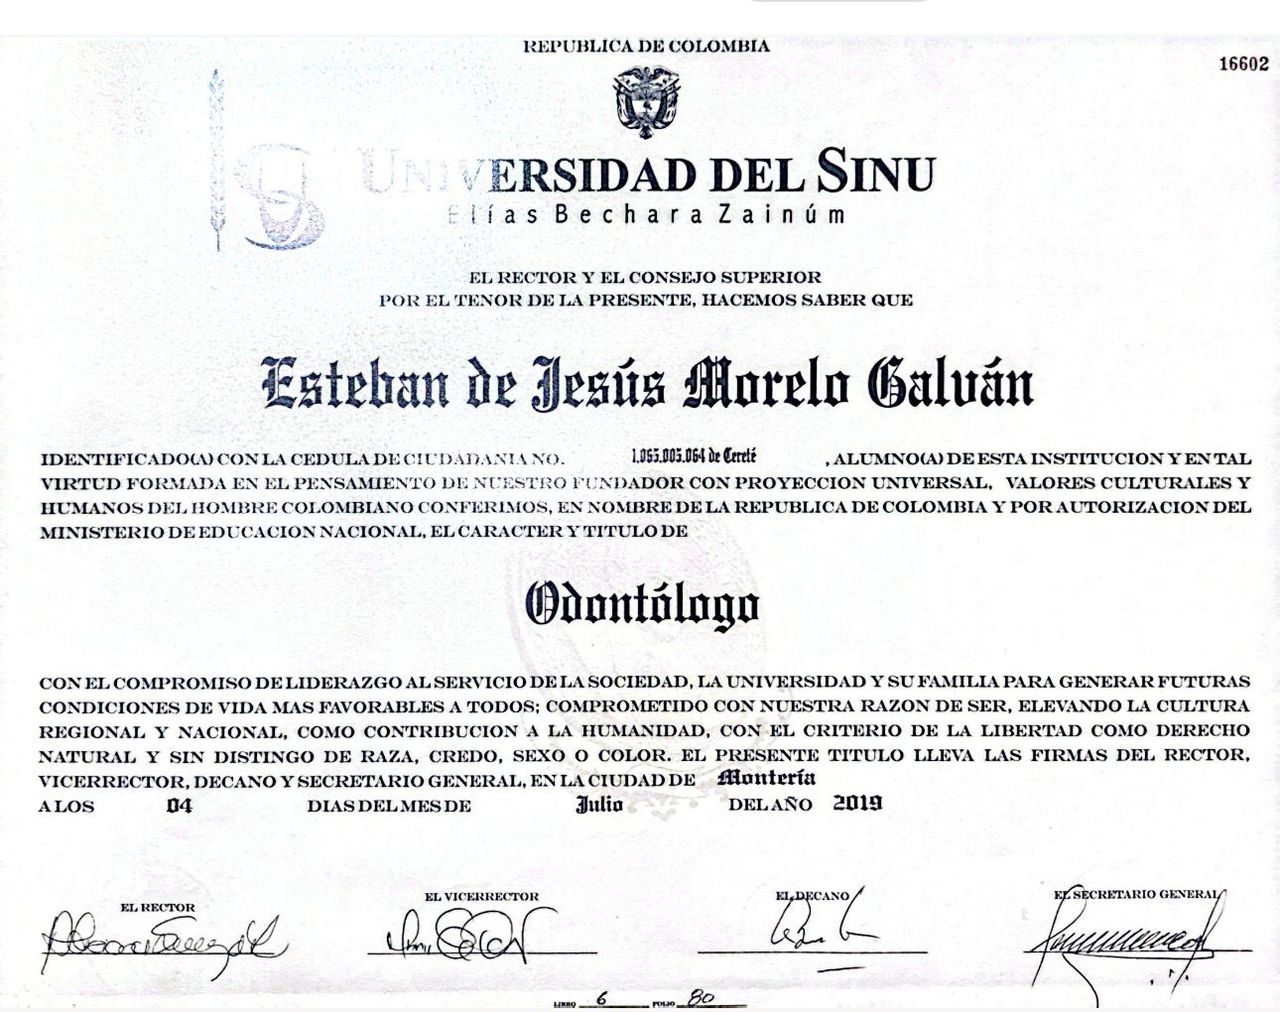 REPUBLICA DE COLOMBIA
16602
UNIVERSIDAD DEL SINU
Elías Bechara Zainúm
EL RECTOR Y EL CONSEJO SUPERIOR
POR EL TENOR DE LA PRESENTE, HACEMOS SABER QUE
Esteban de Jesús Morelo Galván
IDENTIFICADO(A) CON LA CEDULA DE CIUDADANIA NO. 1.063.003.064 de Cereté , ALUMNO(A) DE ESTA INSTITUCION Y EN TAL
VIRTUD FORMADA EN EL PENSAMIENTO DE NUESTRO FUNDADOR CON PROYECCION UNIVERSAL, VALORES CULTURALES Y
HUMANOS DEL HOMBRE COLOMBIANO CONFERIMOS, EN NOMBRE DE LA REPUBLICA DE COLOMBIA Y POR AUTORIZACION DEL
MINISTERIO DE EDUCACION NACIONAL, EL CARACTER Y TITULO DE
Odontólogo
CON EL COMPROMISO DE LIDERAZGO AL SERVICIO DE LA SOCIEDAD, LA UNIVERSIDAD Y SU FAMILIA PARA GENERAR FUTURAS
CONDICIONES DE VIDA MAS FAVORABLES A TODOS; COMPROMETIDO CON NUESTRA RAZON DE SER, ELEVANDO LA CULTURA
REGIONAL Y NACIONAL, COMO CONTRIBUCION A LA HUMANIDAD, CON EL CRITERIO DE LA LIBERTAD COMO DERECHO
NATURAL Y SIN DISTINGO DE RAZA, CREDO, SEXO O COLOR. EL PRESENTE TITULO LLEVA LAS FIRMAS DEL RECTOR,
VICERRECTOR, DECANO Y SECRETARIO GENERAL, EN LA CIUDAD DE Montería
A LOS 04 DIAS DEL MES DE Julio DEL AÑO 2019
EL RECTOR
EL VICERRECTOR
EL DECANO
EL SECRETARIO GENERAL
LIBRO 6 FOLIO 80